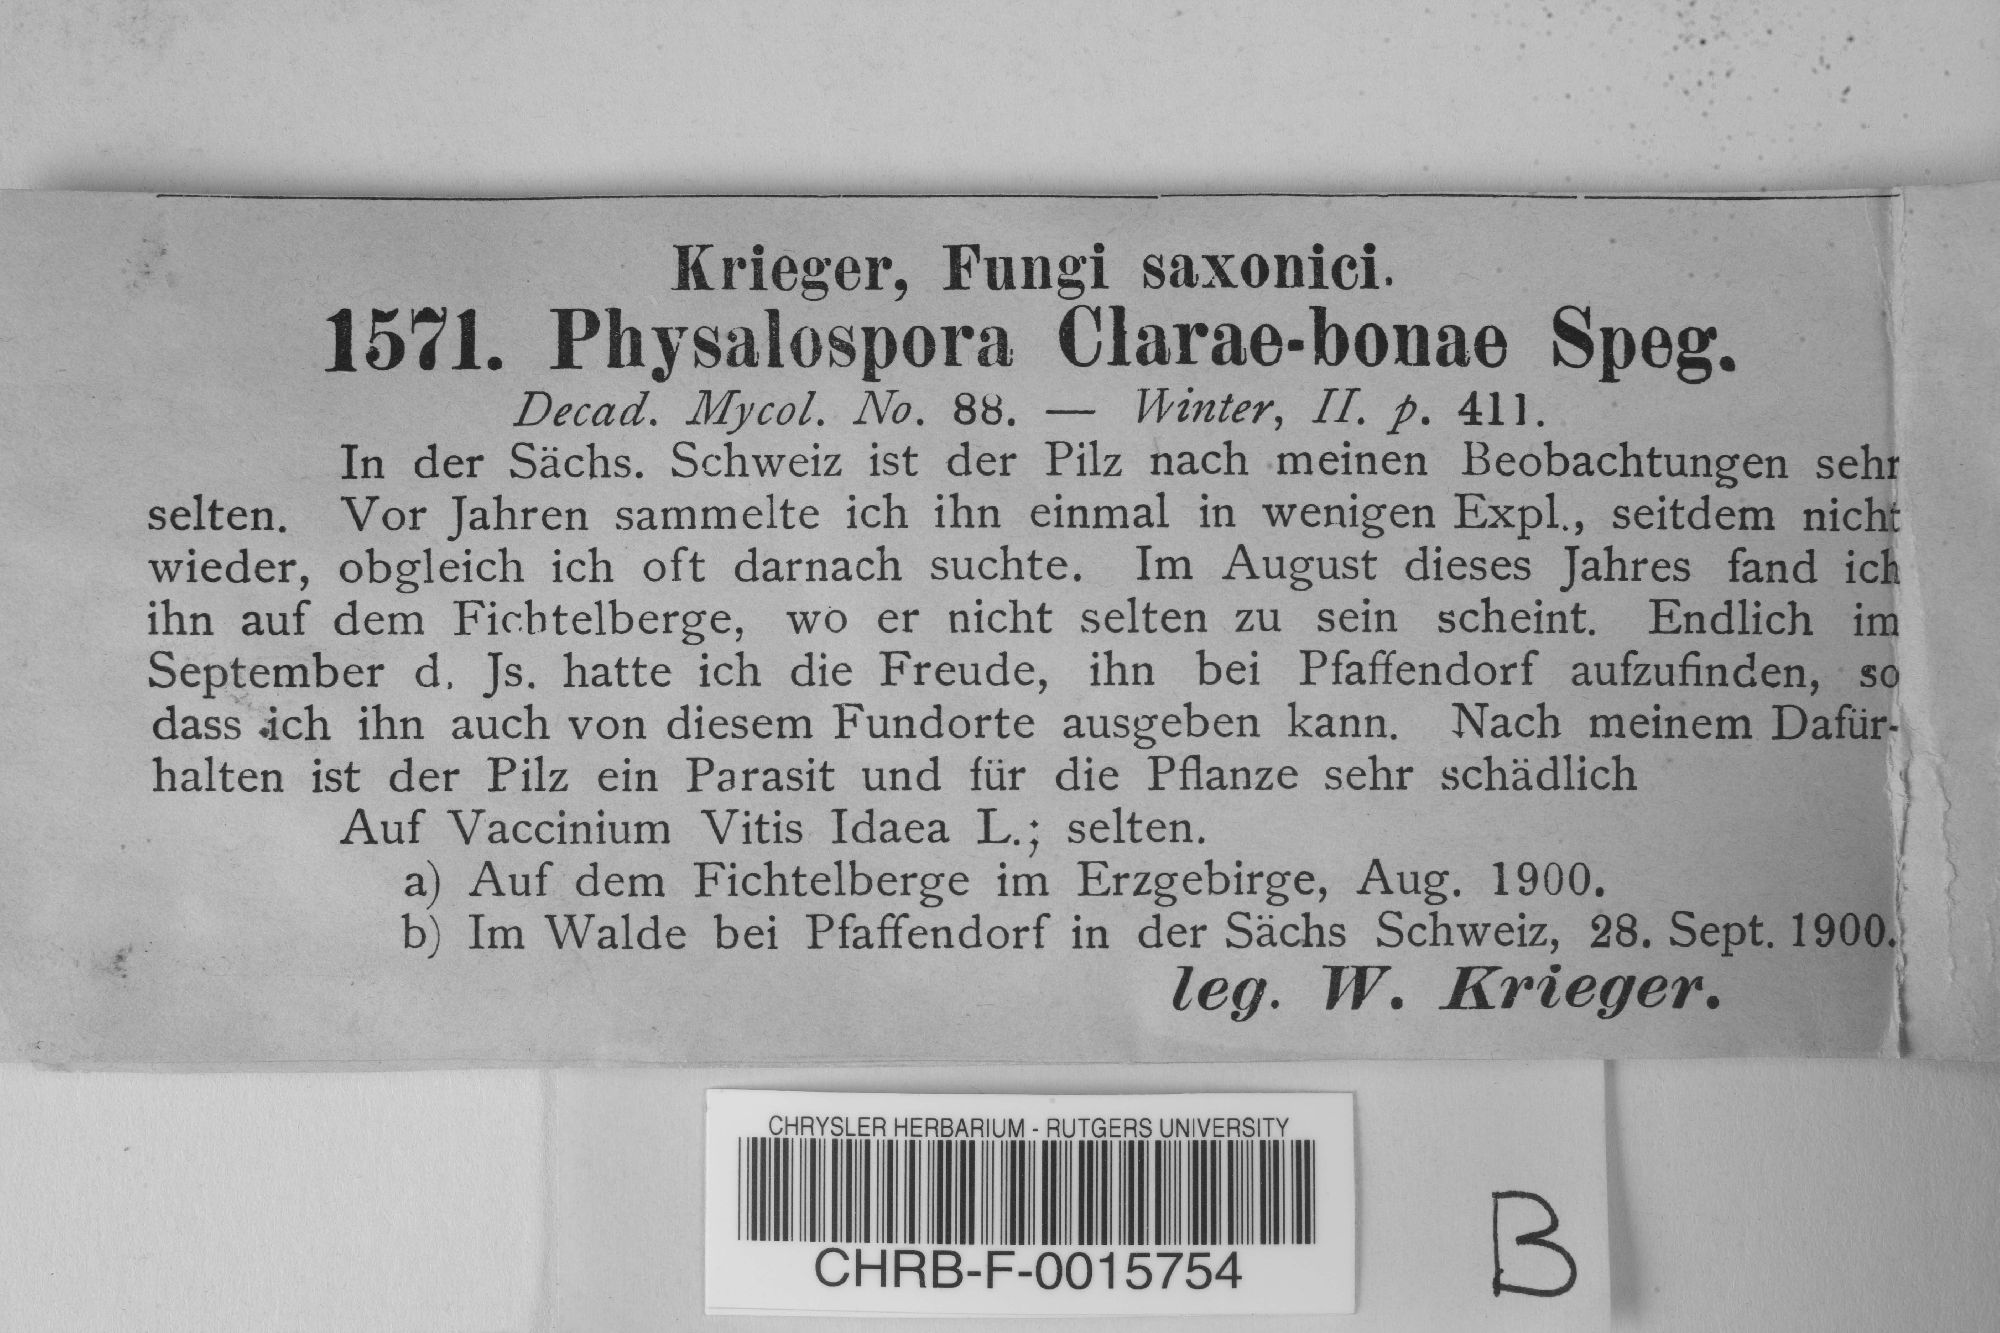 Krieger, Fungi saxonici.
1571. Physalospora Clarae-bonae Speg.
Decad. Mycol. No. 88. — Winter, II. p. 411.
In der Sächs. Schweiz ist der Pilz nach meinen Beobachtungen sehr
selten. Vor Jahren sammelte ich ihn einmal in wenigen Expl., seitdem nicht
wieder, obgleich ich oft darnach suchte. Im August dieses Jahres fand ich
ihn auf dem Fichtelberge, wo er nicht selten zu sein scheint. Endlich im
September d. Js. hatte ich die Freude, ihn bei Pfaffendorf aufzufinden, so
dass ich ihn auch von diesem Fundorte ausgeben kann. Nach meinem Dafür-
halten ist der Pilz ein Parasit und für die Pflanze sehr schädlich
Auf Vaccinium Vitis Idaea L.; selten.
a) Auf dem Fichtelberge im Erzgebirge, Aug. 1900.
b) Im Walde bei Pfaffendorf in der Sächs Schweiz, 28. Sept. 1900.
leg. W. Krieger.
CHRYSLER HERBARIUM - RUTGERS UNIVERSITY
CHRB-F-0015754
B